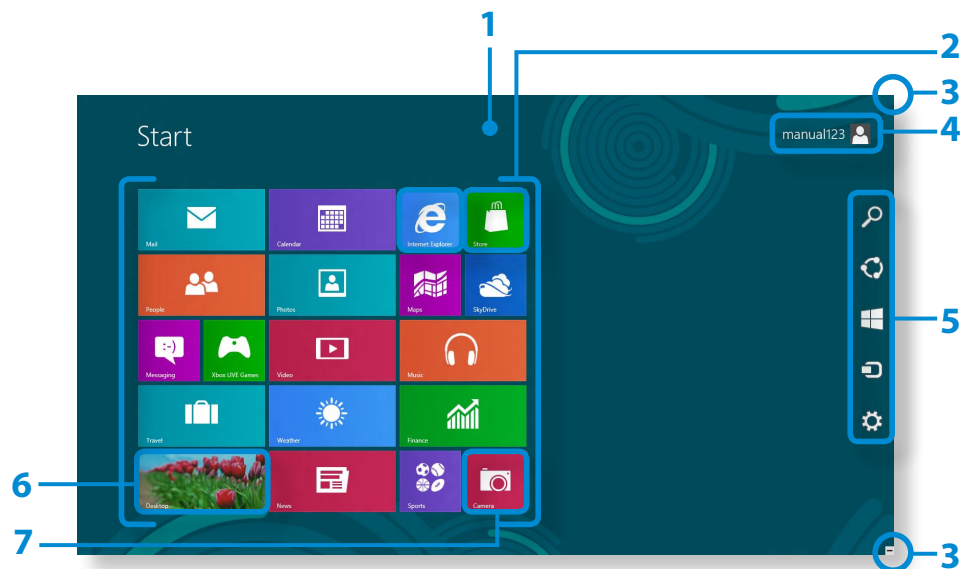 1
2
3
Start
manual123
4
Mail
Calendar
Internet Explorer
Store
People
Photos
Maps
SkyDrive
5
:-)
Messaging
Xbox LIVE Games
Video
Music
Travel
Weather
Finance
6
Desktop
News
Sports
Camera
7
3